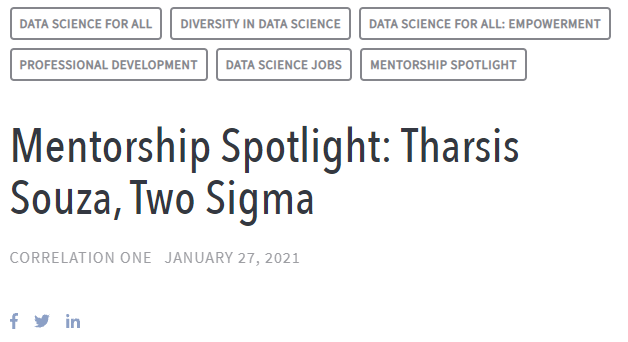 DATA SCIENCE FOR ALL DIVERSITY IN DATA SCIENCE DATA SCIENCE FOR ALL: EMPOWERMENT
PROFESSIONAL DEVELOPMENT DATA SCIENCE JOBS MENTORSHIP SPOTLIGHT
Mentorship Spotlight: Tharsis
Souza, Two Sigma
CORRELATION ONE JANUARY 27, 2021